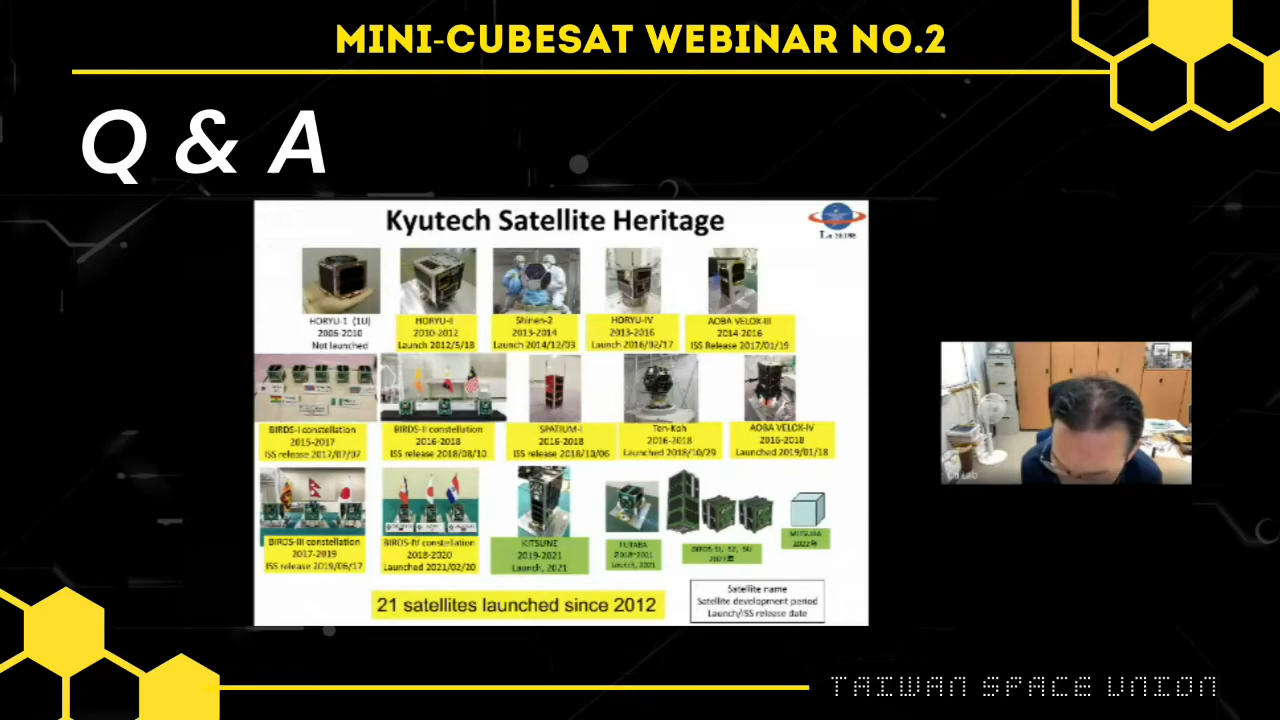 MINI-CUBESAT WEBINAR NO.2
Q & A
Kyutech Satellite Heritage
HORYU-1 (1U)
2006-2010
Not launched
HORYU-II
2010-2012
Launch 2012/5/18
Shinen-2
2013-2014
Launch 2014/12/03
HORYU-IV
2013-2016
Launch 2016/02/17
AOBA VELOX-III
2014-2016
ISS Release 2017/01/19
BIRDS-I constellation
2015-2017
ISS release 2017/07/07
BIRDS-II constellation
2016-2018
ISS release 2018/08/10
SPATIUM-I
2016-2018
ISS release 2018/10/06
Ten-Koh
2016-2018
Launched 2018/10/29
AOBA VELOX-IV
2016-2018
Launched 2019/01/18
BIRDS-III constellation
2017-2019
ISS release 2019/06/17
BIRDS-IV constellation
2018-2020
Launched 2021/02/20
KITSUNE
2019-2021
Launch, 2021
FUTABA
2018-2021
Launch, 2021
MITSUBA
21 satellites launched since 2012
Satellite name
Satellite development period
Launch/ISS release date
TAIWAN SPACE UNION